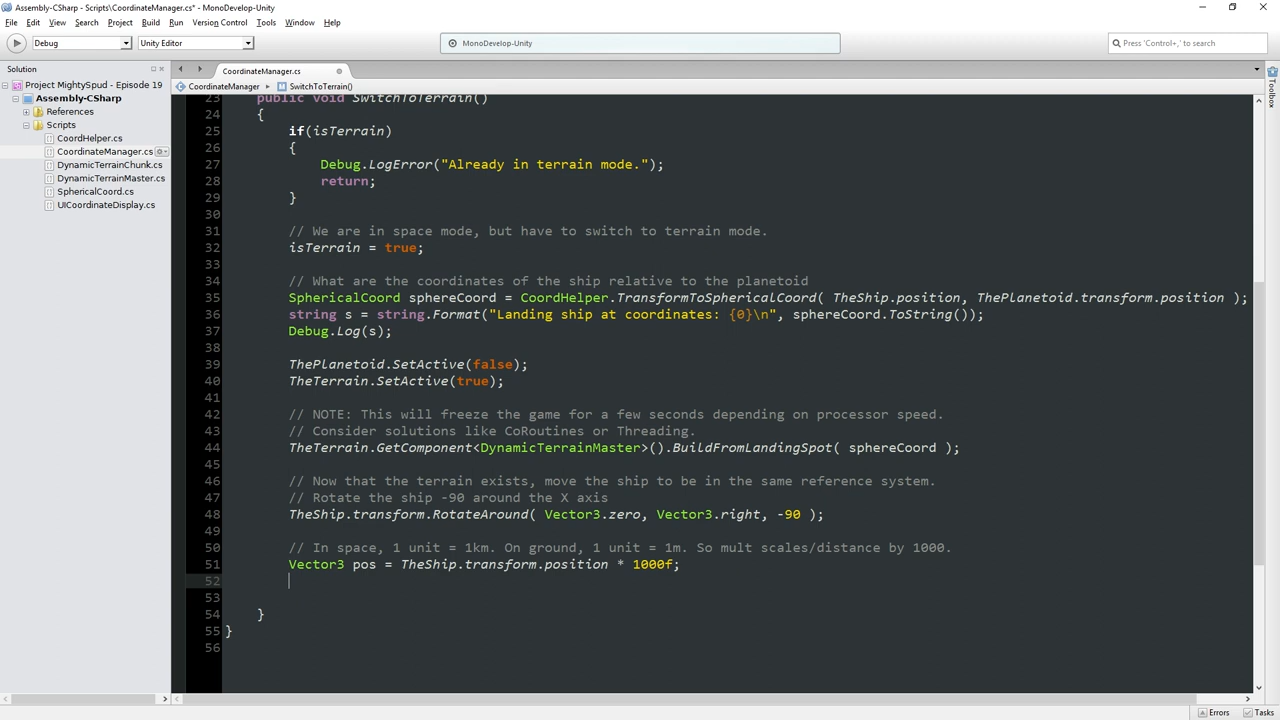 Assembly-CSharp - Scripts\CoordinateManager.cs* - MonoDevelop-Unity
File Edit View Search Project Build Run Version Control Tools Window Help
Debug Unity Editor MonoDevelop-Unity Press 'Control+,' to search
Solution
CoordinateManager.cs
CoordinateManager SwitchToTerrain()
Project MightySpud - Episode 19
Assembly-CSharp
References
Scripts
CoordHelper.cs
CoordinateManager.cs
DynamicTerrainChunk.cs
DynamicTerrainMaster.cs
SphericalCoord.cs
UICoordinateDisplay.cs
Toolbox
23 public void SwitchToTerrain()
24 {
25 if(isTerrain)
26 {
27 Debug.LogError("Already in terrain mode.");
28 return;
29 }
30
31 // We are in space mode, but have to switch to terrain mode.
32 isTerrain = true;
33
34 // What are the coordinates of the ship relative to the planetoid
35 SphericalCoord sphereCoord = CoordHelper.TransformToSphericalCoord( TheShip.position, ThePlanetoid.transform.position );
36 string s = string.Format("Landing ship at coordinates: {0}\n", sphereCoord.ToString());
37 Debug.Log(s);
38
39 ThePlanetoid.SetActive(false);
40 TheTerrain.SetActive(true);
41
42 // NOTE: This will freeze the game for a few seconds depending on processor speed.
43 // Consider solutions like CoRoutines or Threading.
44 TheTerrain.GetComponent<DynamicTerrainMaster>().BuildFromLandingSpot( sphereCoord );
45
46 // Now that the terrain exists, move the ship to be in the same reference system.
47 // Rotate the ship -90 around the X axis
48 TheShip.transform.RotateAround( Vector3.zero, Vector3.right, -90 );
49
50 // In space, 1 unit = 1km. On ground, 1 unit = 1m. So mult scales/distance by 1000.
51 Vector3 pos = TheShip.transform.position * 1000f;
52
53
54 }
55 }
56
Errors Tasks